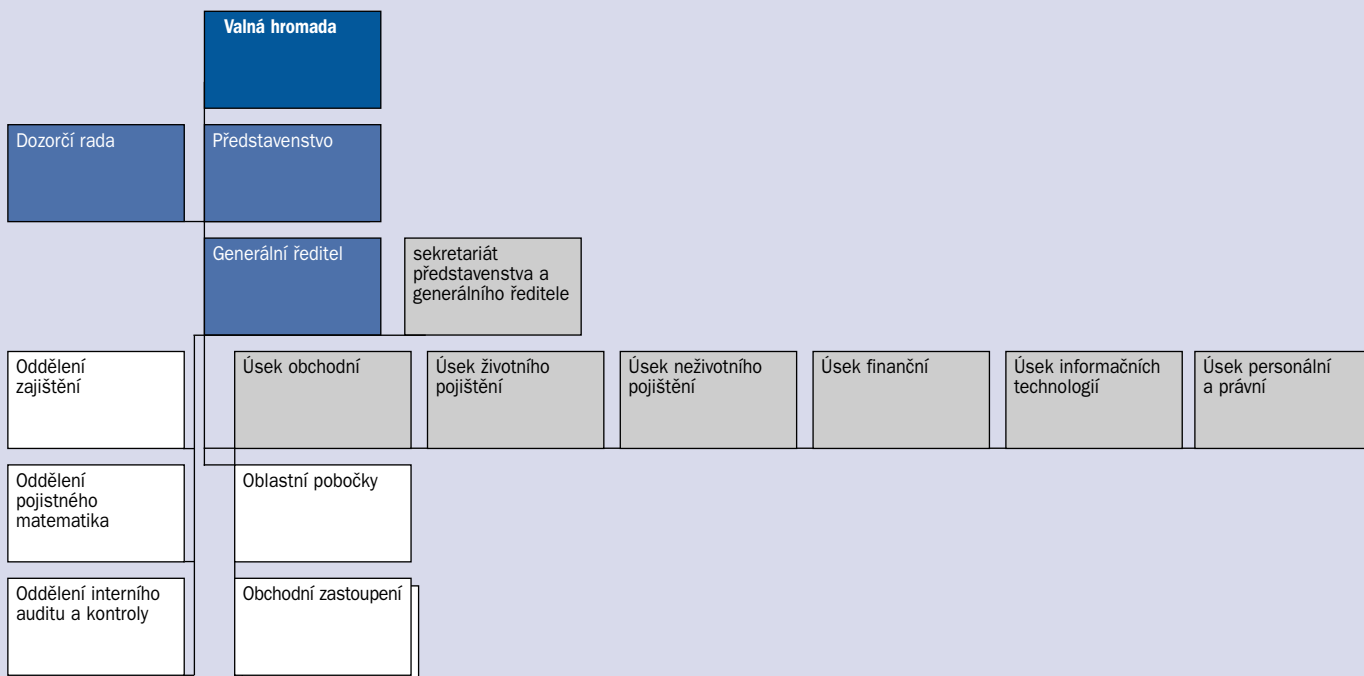 Valná hromada
Dozorčí rada
Představenstvo
Generální ředitel
sekretariát
představenstva a
generálního ředitele
Oddělení
zajištění
Úsek obchodní
Úsek životního
pojištění
Úsek neživotního
pojištění
Úsek finanční
Úsek informačních
technologií
Úsek personální
a právní
Oddělení
pojistného
matematika
Oblastní pobočky
Oddělení interního
auditu a kontroly
Obchodní zastoupení